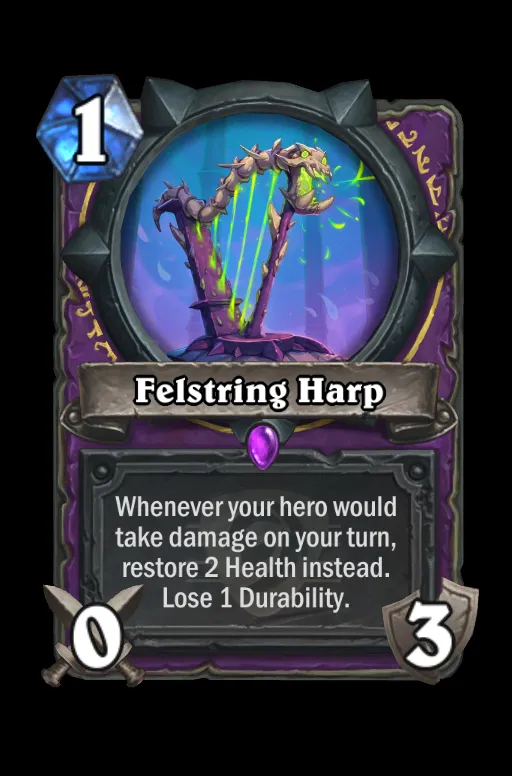 1
Felstring Harp
Whenever your hero would
take damage on your turn,
restore 2 Health instead.
Lose 1 Durability.
0
3